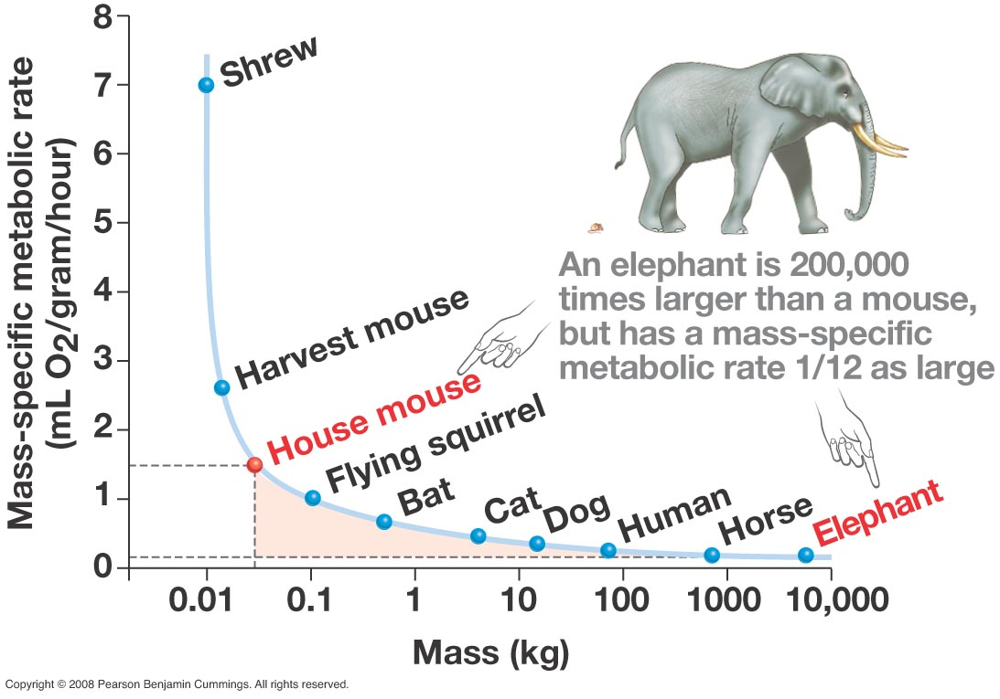 Mass-specific metabolic rate
(mL O2/gram/hour)
8
7
6
5
4
3
2
1
0
Shrew
Harvest mouse
House mouse
Flying squirrel
Bat
Cat
Dog
Human
Horse
Elephant
An elephant is 200,000
times larger than a mouse,
but has a mass-specific
metabolic rate 1/12 as large
0.01 0.1 1 10 100 1000 10,000
Mass (kg)
Copyright © 2008 Pearson Benjamin Cummings. All rights reserved.